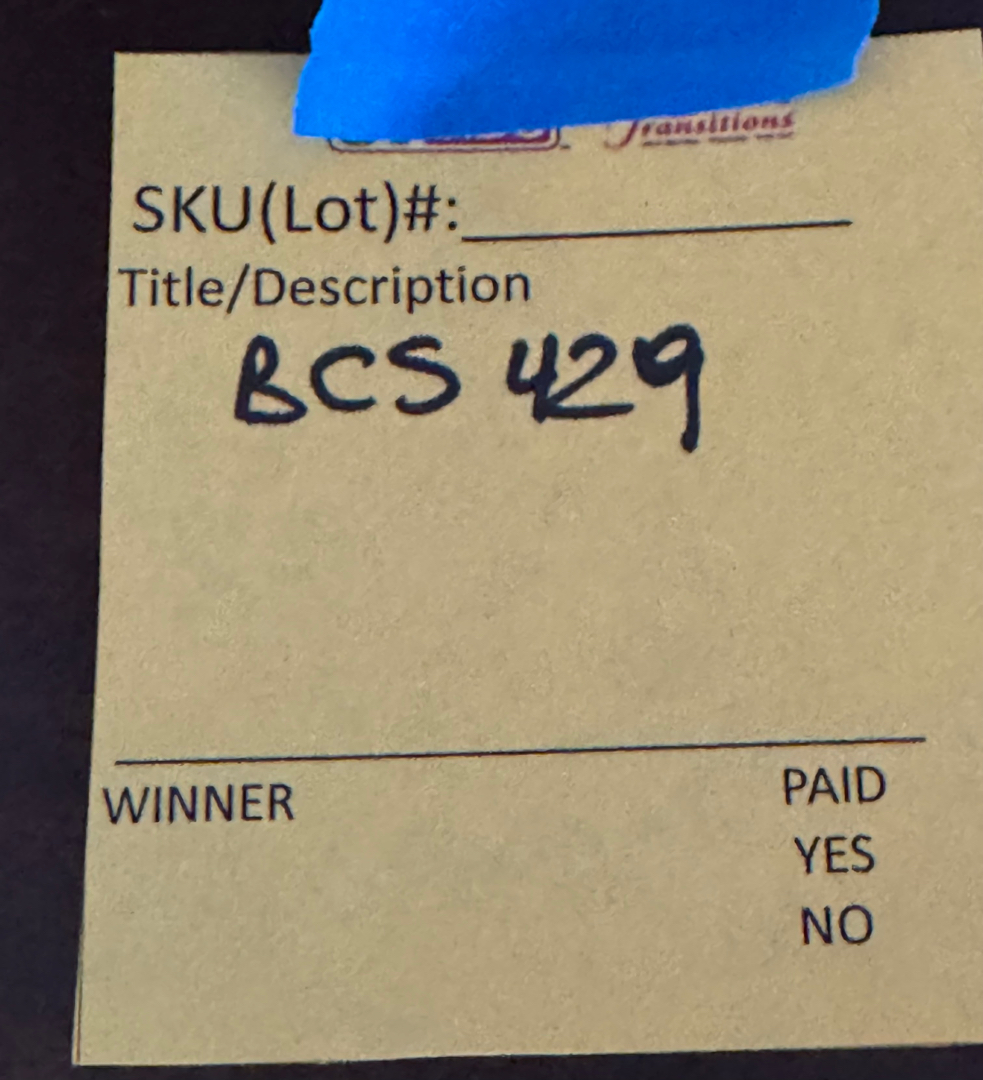 Transitions
SKU(Lot)#:
Title/Description
BCS 429
WINNER PAID
YES
NO